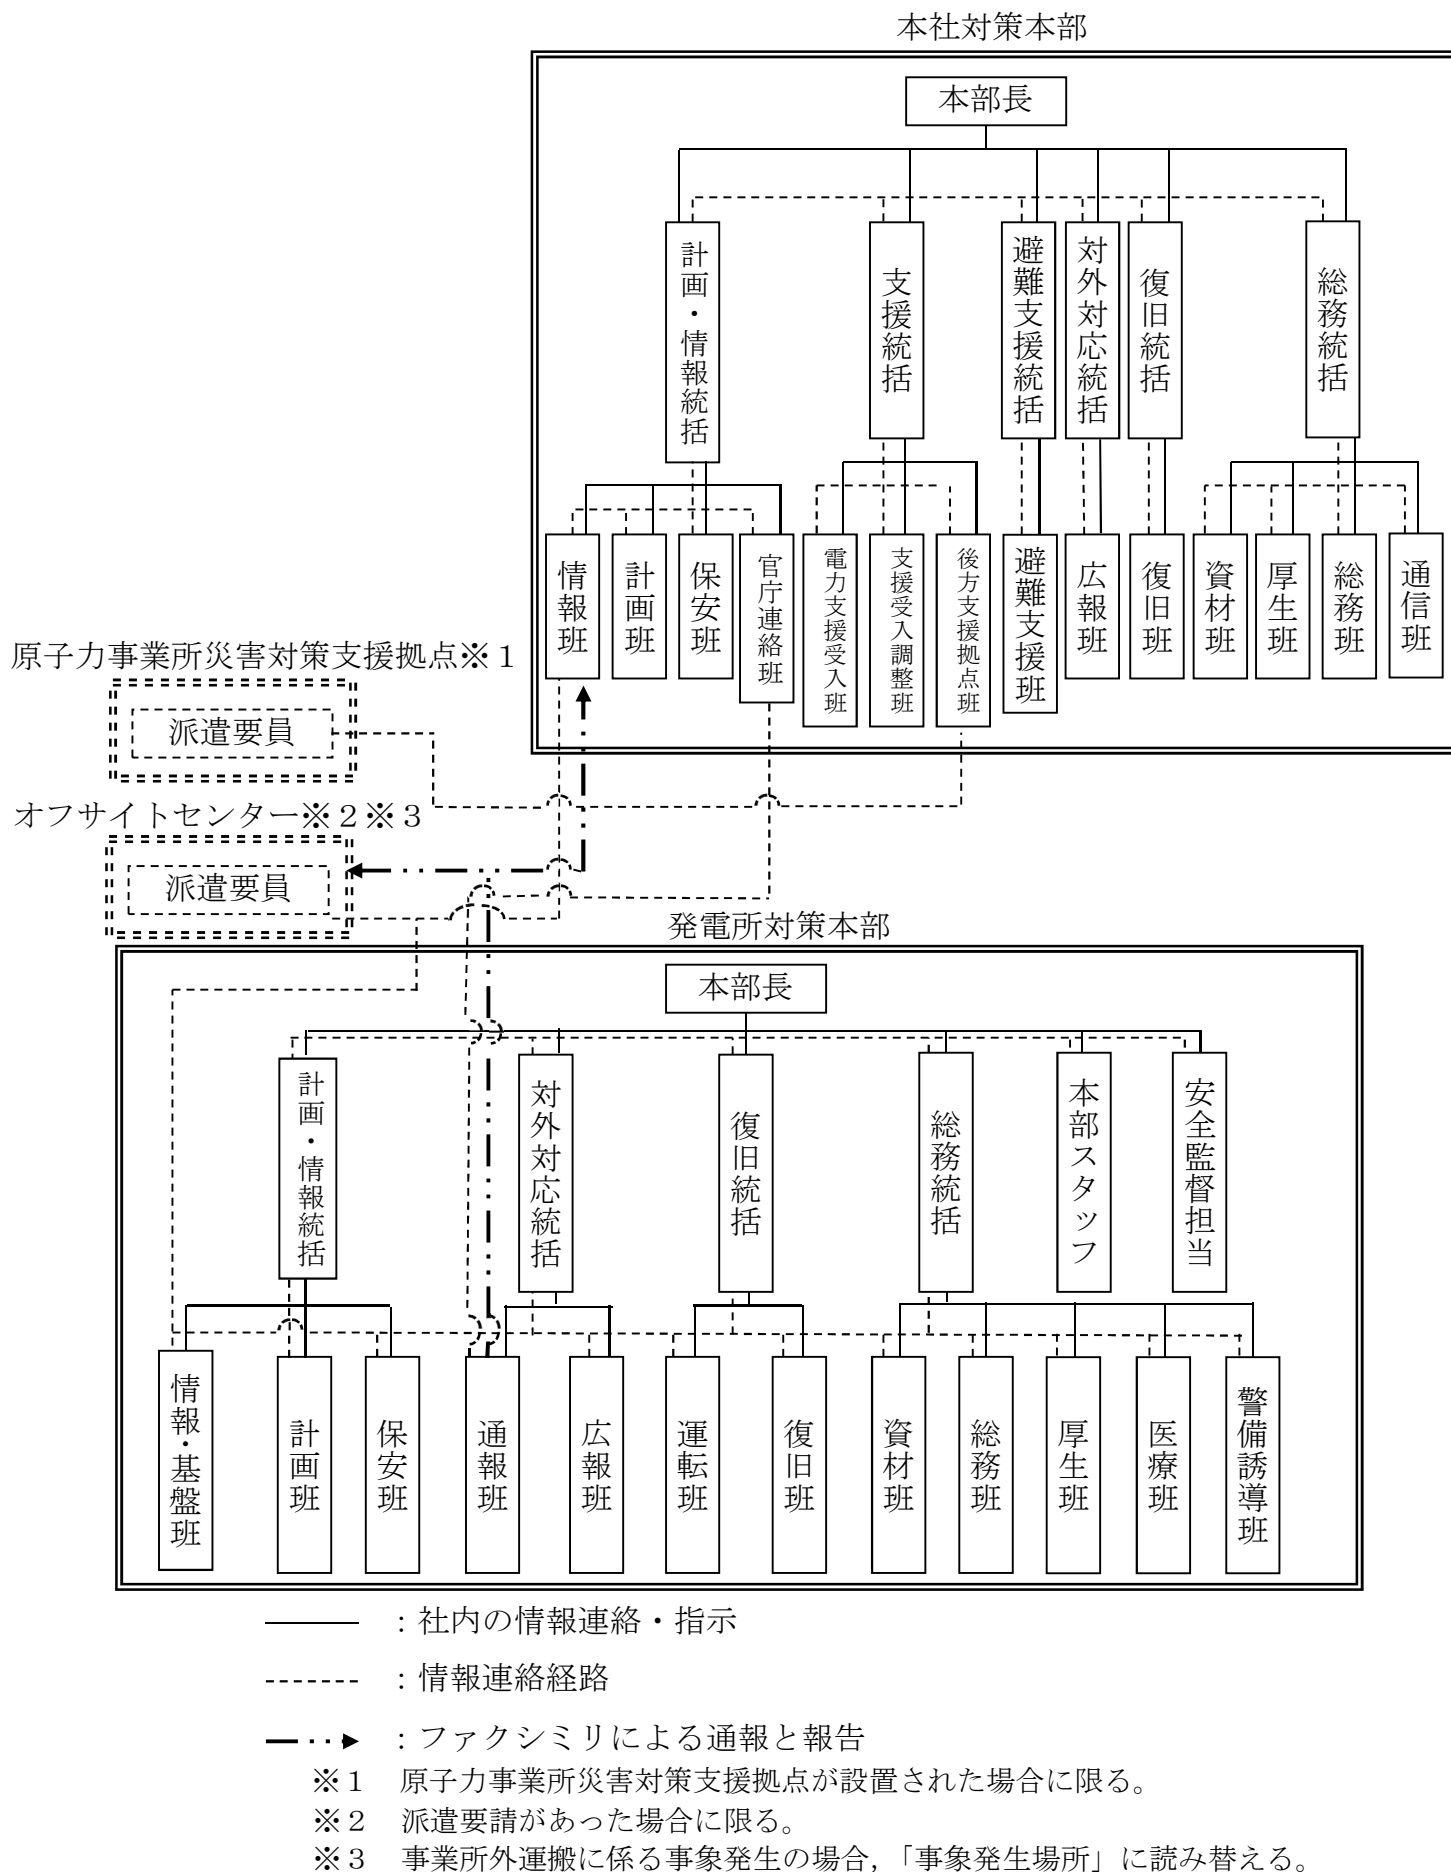 本社対策本部
本部長
計画・情報統括
支援統括
避難支援統括
対外対応統括
復旧統括
総務統括
情報班
計画班
保安班
官庁連絡班
電力支援受入班
支援受入調整班
後方支援拠点班
避難支援班
広報班
復旧班
資材班
厚生班
総務班
通信班
原子力事業所災害対策支援拠点※１
派遣要員
オフサイトセンター※２※３
派遣要員
発電所対策本部
本部長
計画・情報統括
対外対応統括
復旧統括
総務統括
本部スタッフ
安全監督担当
情報・基盤班
計画班
保安班
通報班
広報班
運転班
復旧班
資材班
総務班
厚生班
医療班
警備誘導班
：社内の情報連絡・指示
：情報連絡経路
：ファクシミリによる通報と報告
※１　原子力事業所災害対策支援拠点が設置された場合に限る。
※２　派遣要請があった場合に限る。
※３　事業所外運搬に係る事象発生の場合，「事象発生場所」に読み替える。